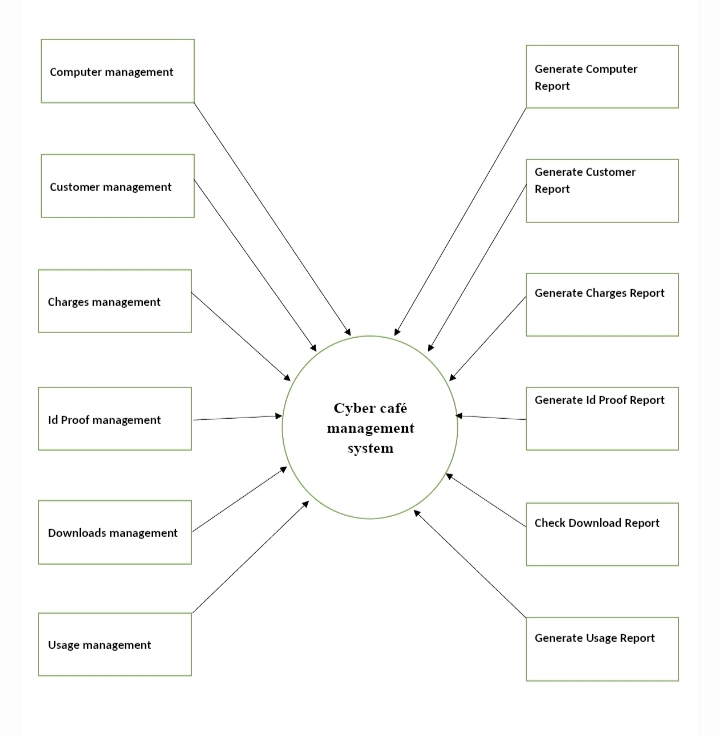 Computer management
Customer management
Charges management
Id Proof management
Downloads management
Usage management
Cyber café
management
system
Generate Computer
Report
Generate Customer
Report
Generate Charges Report
Generate Id Proof Report
Check Download Report
Generate Usage Report